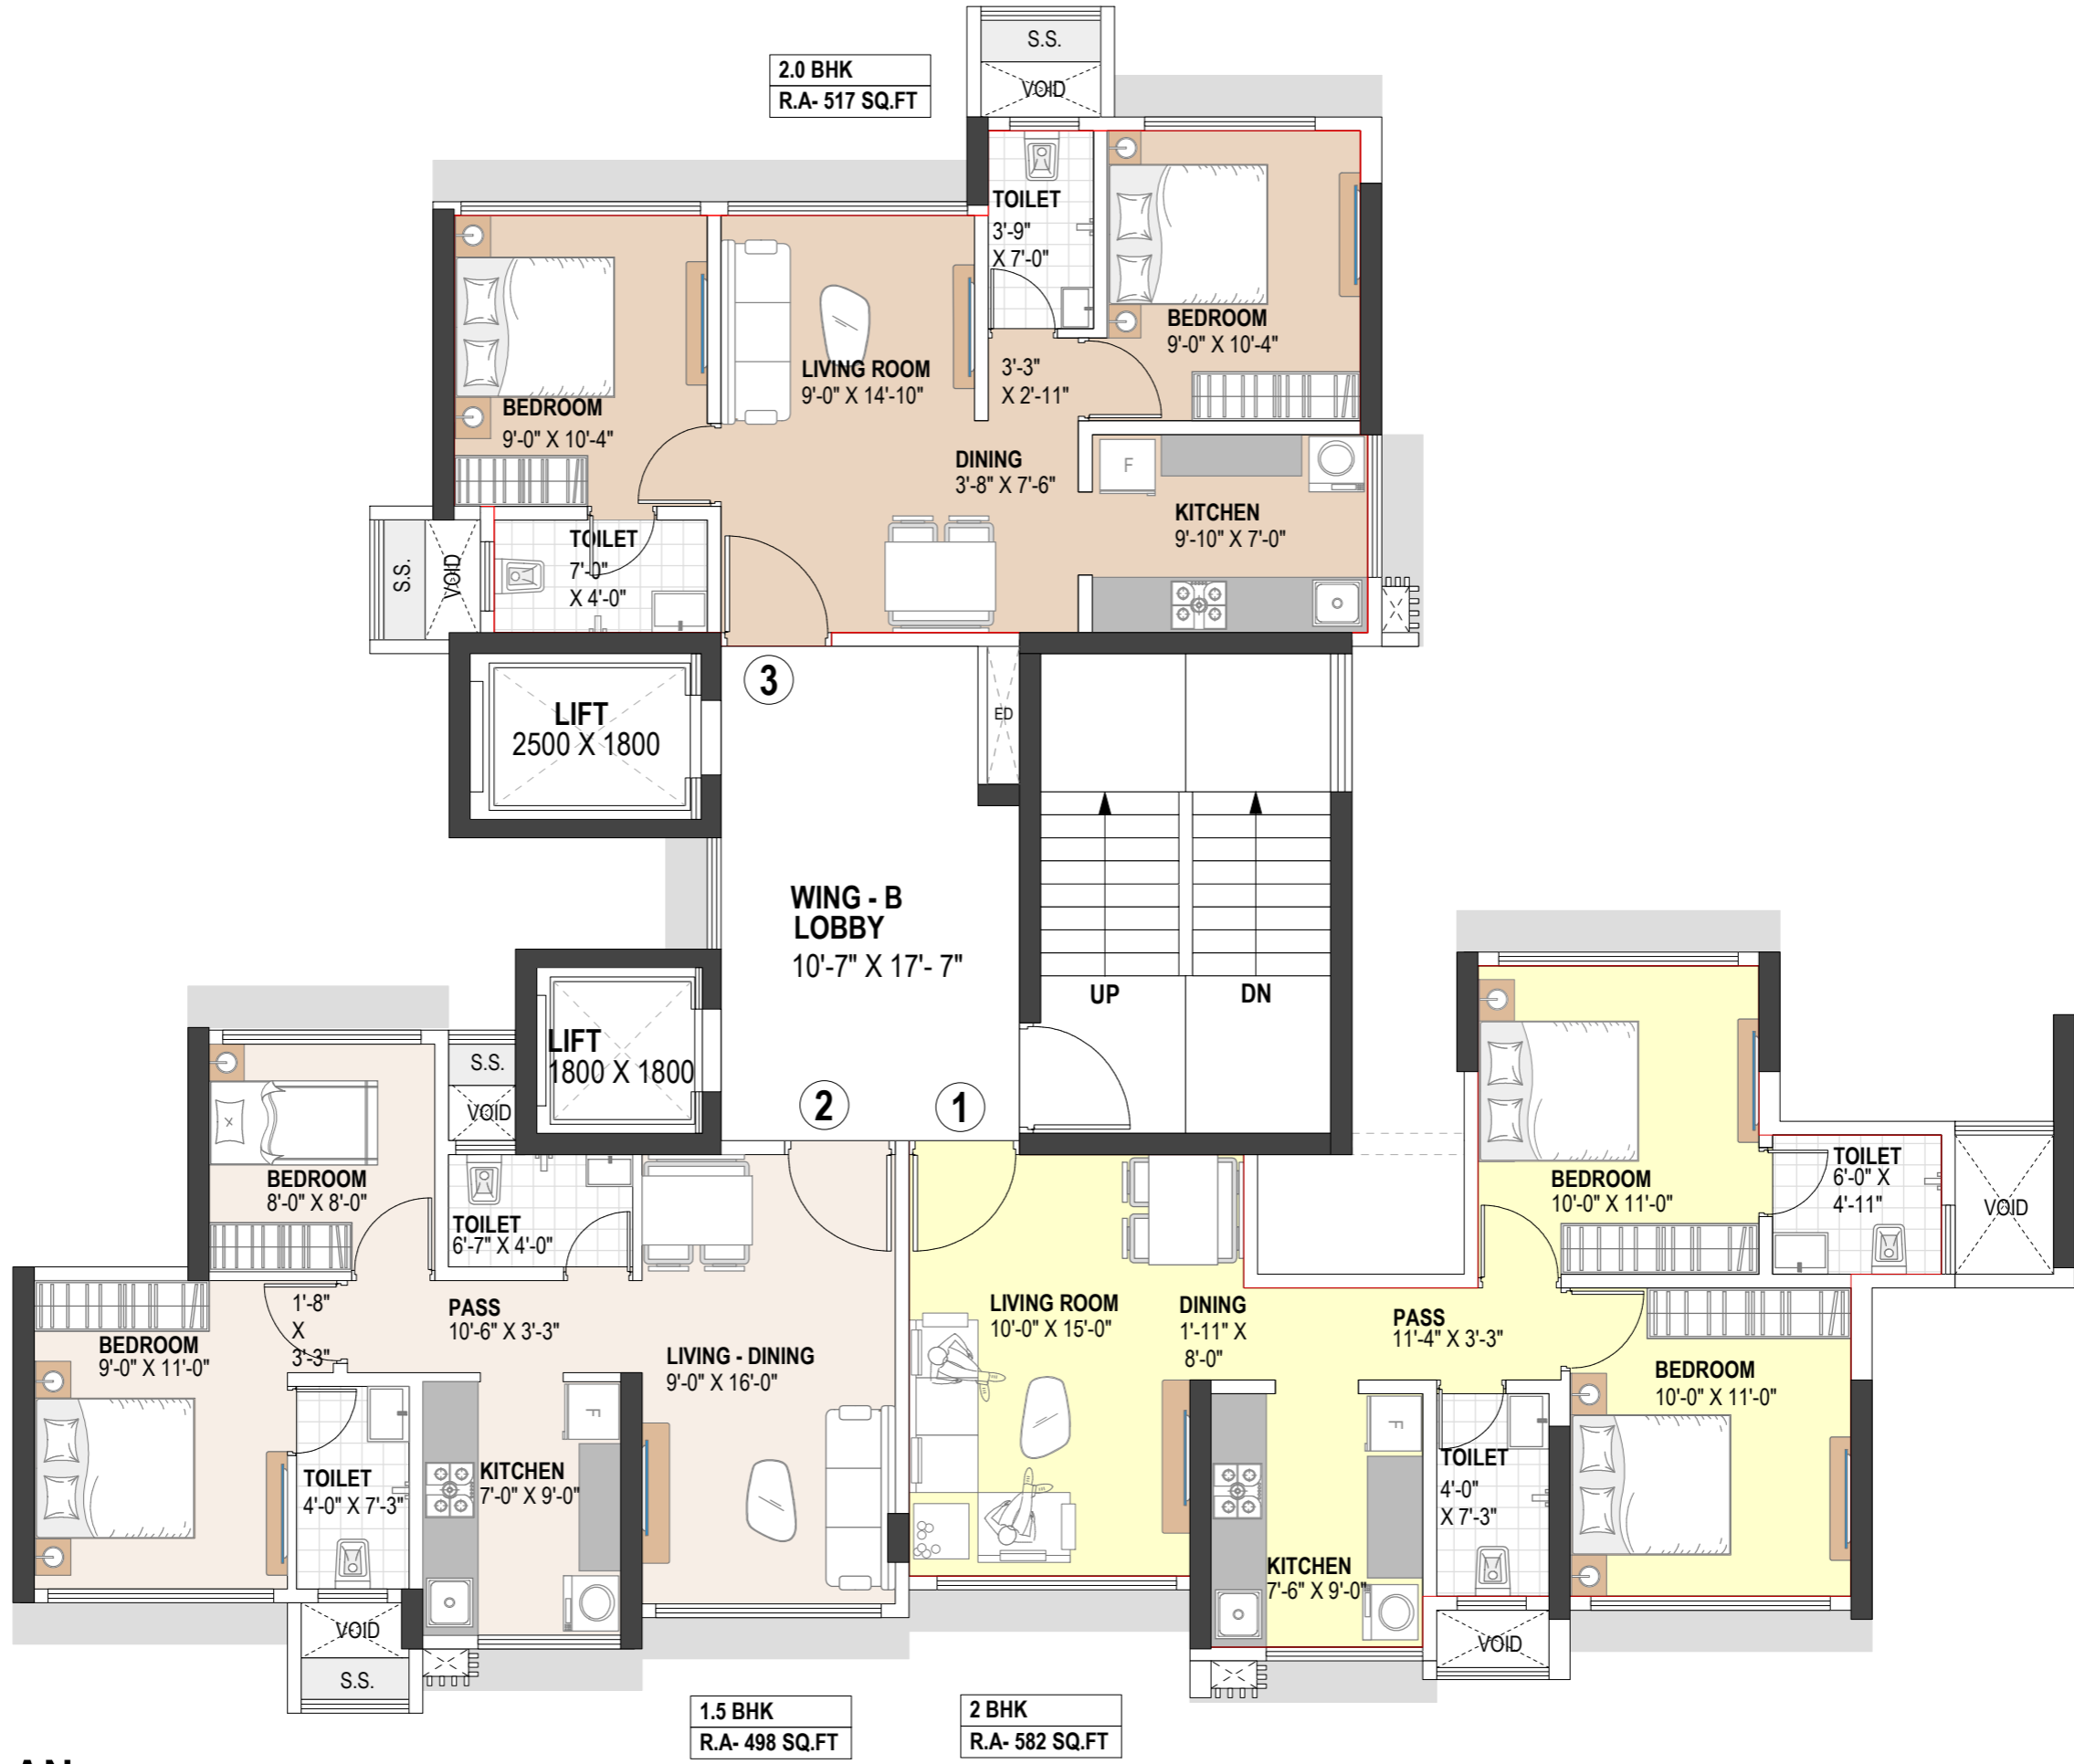 S.S.
VOID
2.0 BHK
R.A- 517 SQ.FT
TOILET
3'-9"
X 7'-0"
BEDROOM
9'-0" X 10'-4"
LIVING ROOM
9'-0" X 14'-10"
3'-3"
X 2'-11"
BEDROOM
9'-0" X 10'-4"
DINING
3'-8" X 7'-6"
F
KITCHEN
9'-10" X 7'-0"
TOILET
7'-0"
X 4'-0"
S.S.
VOID
3
LIFT
2500 X 1800
ED
WING - B
LOBBY
10'-7" X 17'- 7"
UP
DN
LIFT
1800 X 1800
2
1
S.S.
VOID
BEDROOM
8'-0" X 8'-0"
TOILET
6'-7" X 4'-0"
BEDROOM
10'-0" X 11'-0"
TOILET
6'-0" X
4'-11"
VOID
1'-8"
X
3'-3"
PASS
10'-6" X 3'-3"
BEDROOM
9'-0" X 11'-0"
LIVING - DINING
9'-0" X 16'-0"
LIVING ROOM
10'-0" X 15'-0"
DINING
1'-11" X
8'-0"
PASS
11'-4" X 3'-3"
BEDROOM
10'-0" X 11'-0"
F
F
TOILET
4'-0" X 7'-3"
KITCHEN
7'-0" X 9'-0"
TOILET
4'-0"
X 7'-3"
KITCHEN
7'-6" X 9'-0"
VOID
S.S.
VOID
1.5 BHK
R.A- 498 SQ.FT
2 BHK
R.A- 582 SQ.FT